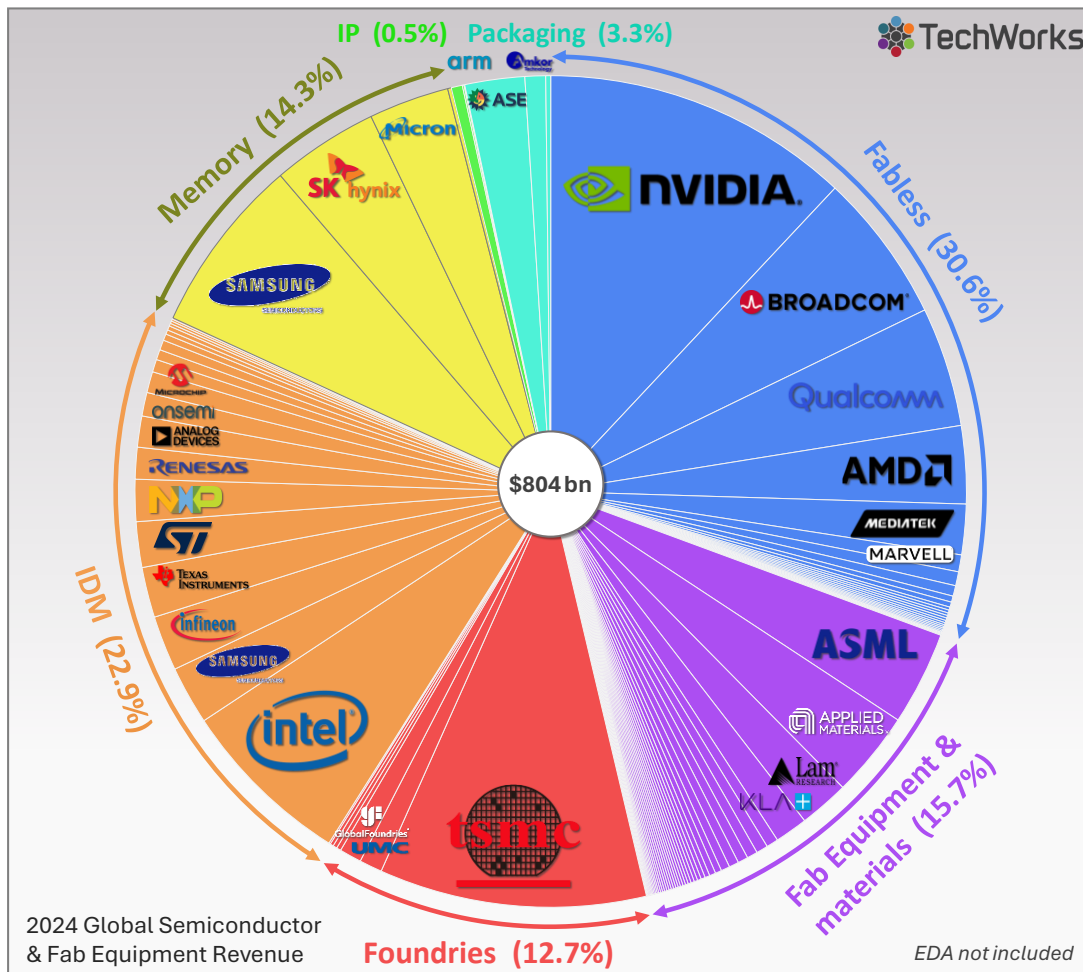 IP (0.5%) Packaging (3.3%)
TechWorks
arm Amkor
Technology
ASE
Memory (14.3%)
Micron
SK hynix
SAMSUNG
NVIDIA.
Fabless (30.6%)
BROADCOM®
Qualcomm
AMD
MEDIATEK
MARVELL
$804 bn
MICROCHIP
onsemi
ANALOG
DEVICES
RENESAS
NXP
ST
TEXAS
INSTRUMENTS
infineon
SAMSUNG
intel
IDM (22.9%)
ASML
APPLIED
MATERIALS
Lam
RESEARCH
KLA+
Fab Equipment &
materials (15.7%)
GF
GlobalFoundries
UMC
tsmc
Foundries (12.7%)
2024 Global Semiconductor
& Fab Equipment Revenue
EDA not included